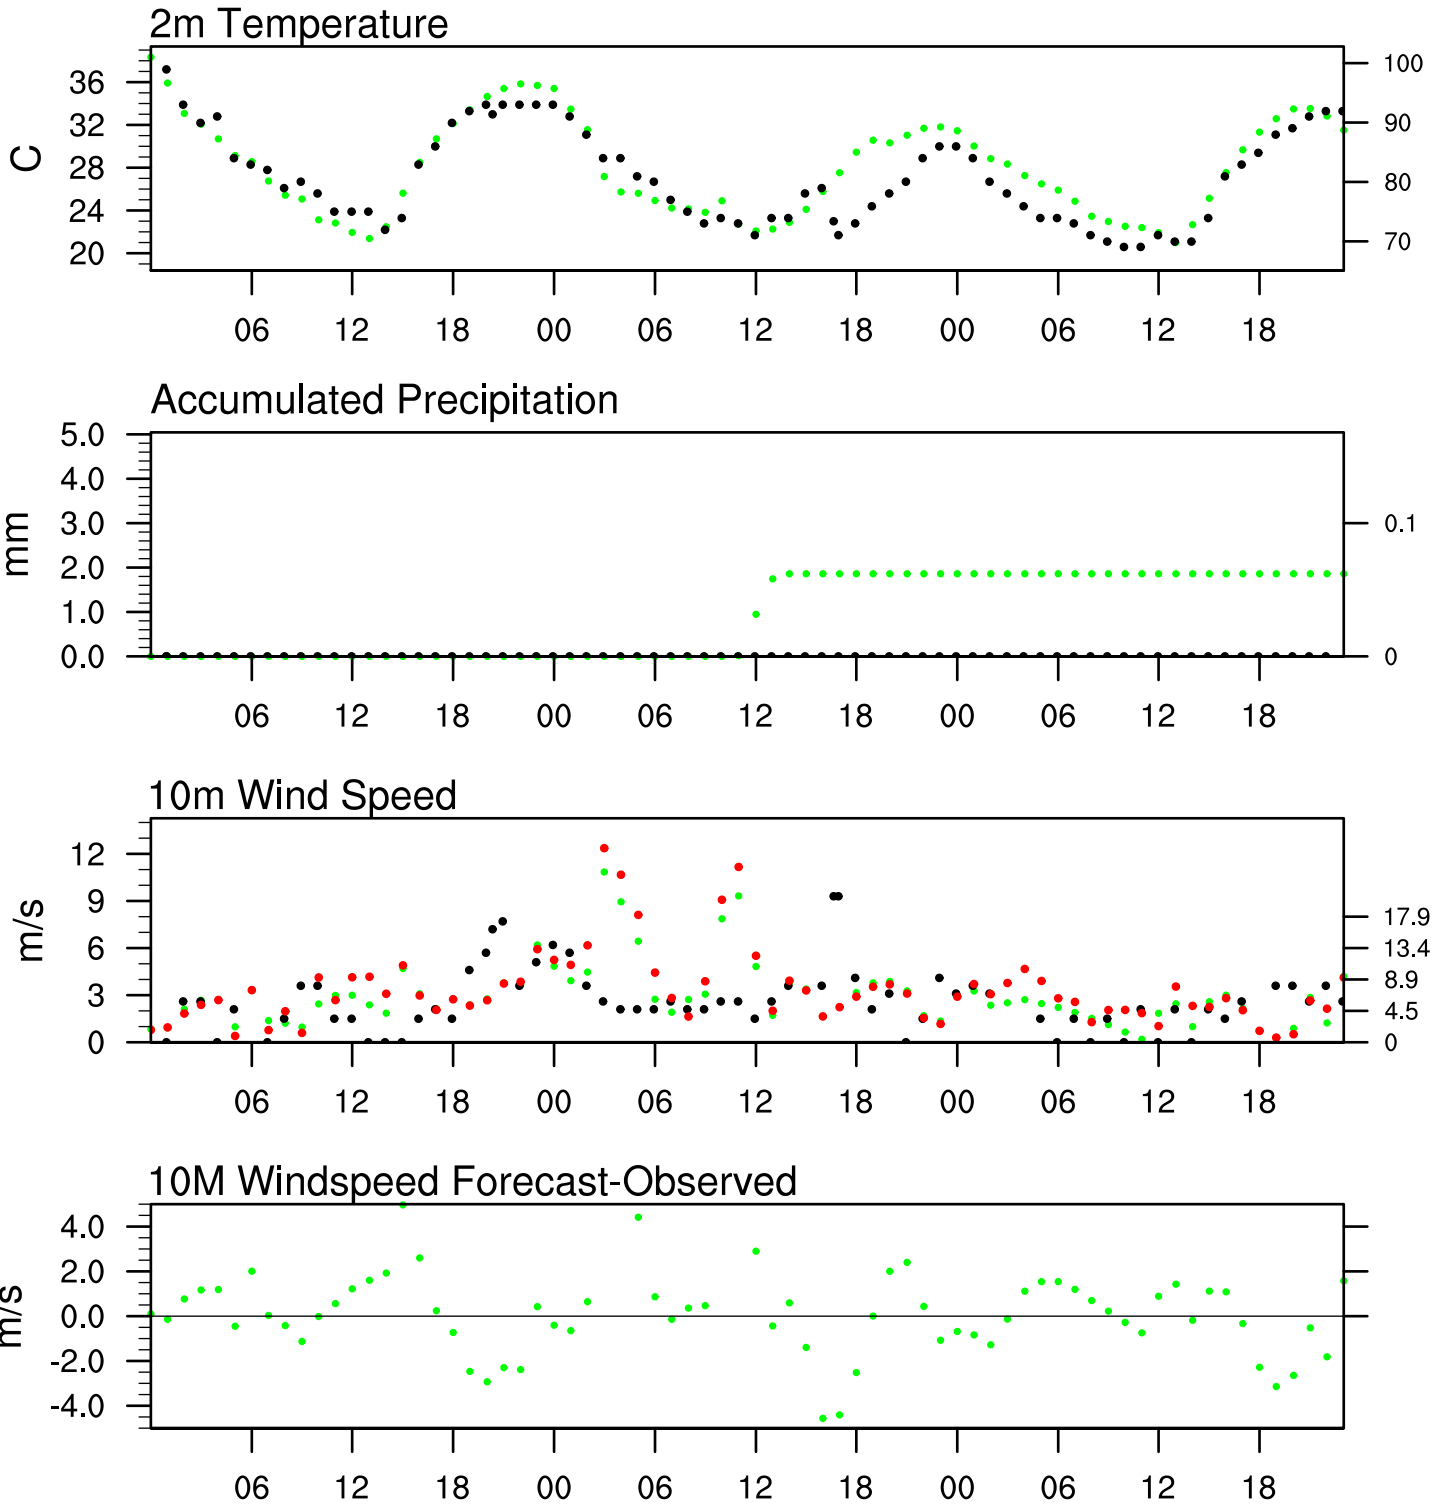 2m Temperature
C
36
32
28
24
20
100
90
80
70
06 12 18 00 06 12 18 00 06 12 18
Accumulated Precipitation
mm
5.0
4.0
3.0
2.0
1.0
0.0
0.1
0
06 12 18 00 06 12 18 00 06 12 18
10m Wind Speed
m/s
12
9
6
3
0
17.9
13.4
8.9
4.5
0
06 12 18 00 06 12 18 00 06 12 18
10M Windspeed Forecast-Observed
m/s
4.0
2.0
0.0
-2.0
-4.0
06 12 18 00 06 12 18 00 06 12 18